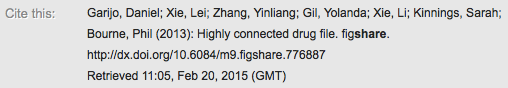 Cite this: Garijo, Daniel; Xie, Lei; Zhang, Yinliang; Gil, Yolanda; Xie, Li; Kinnings, Sarah;
Bourne, Phil (2013): Highly connected drug file. figshare.
http://dx.doi.org/10.6084/m9.figshare.776887
Retrieved 11:05, Feb 20, 2015 (GMT)